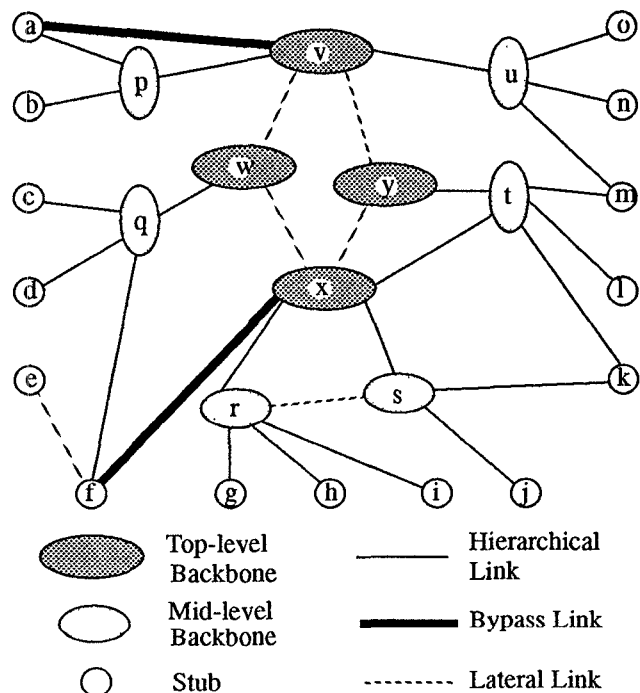 a
v
o
p
u
b
n
w
y
c
q
t
m
d
x
l
e
k
r
s
f
g
h
i
j
Top-level
Backbone
Hierarchical
Link
Mid-level
Backbone
Bypass Link
Stub
Lateral Link